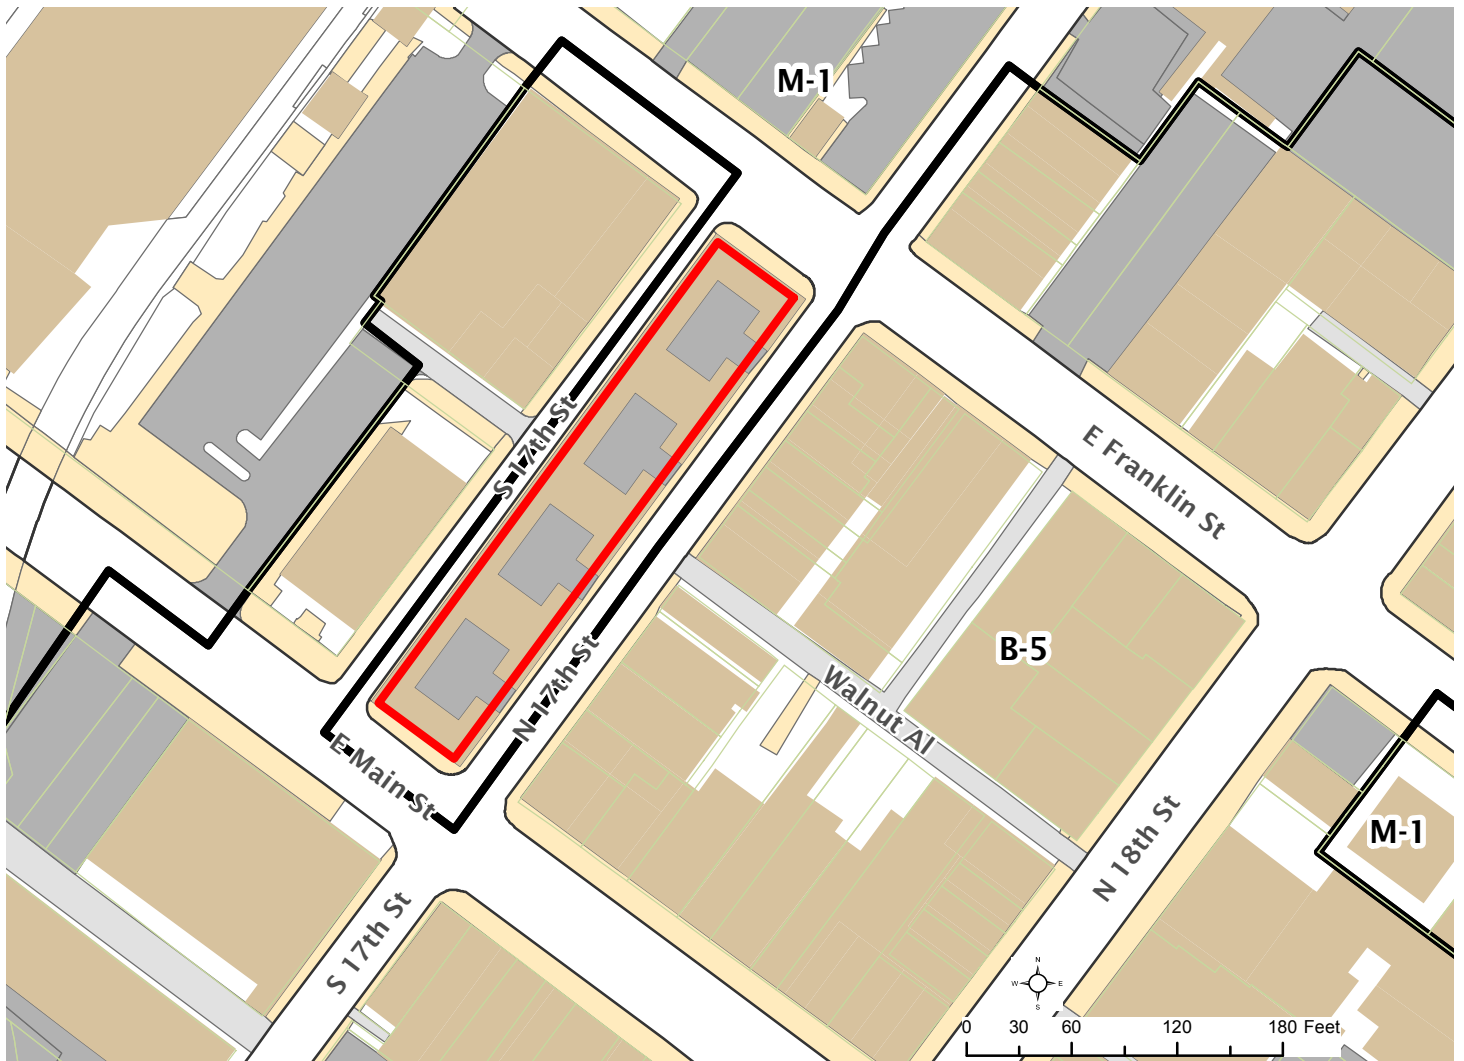 M-1
S 17th St
E Franklin St
B-5
N 17th St
Walnut Al
E Main St
N 18th St
M-1
S 17th St
N
W E
S
0 30 60 120 180 Feet